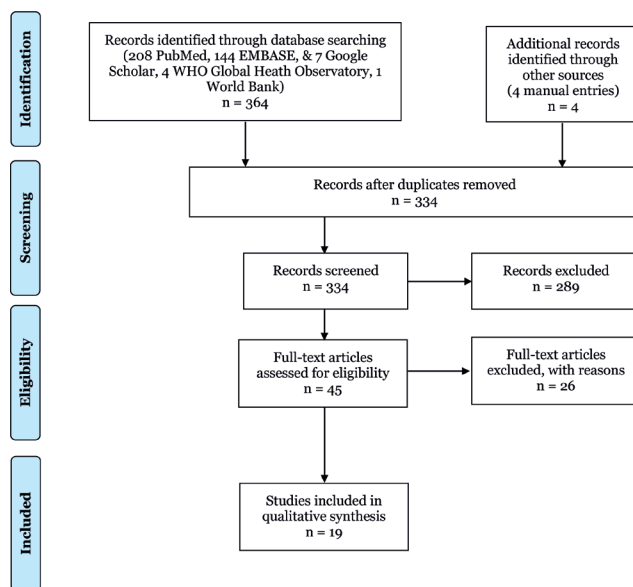 Identification
Records identified through database searching
(208 PubMed, 144 EMBASE, & 7 Google
Scholar, 4 WHO Global Heath Observatory, 1
World Bank)
n = 364
Additional records
identified through
other sources
(4 manual entries)
n = 4
Screening
Records after duplicates removed
n = 334
Records screened
n = 334
Records excluded
n = 289
Eligibility
Full-text articles
assessed for eligibility
n = 45
Full-text articles
excluded, with reasons
n = 26
Included
Studies included in
qualitative synthesis
n = 19